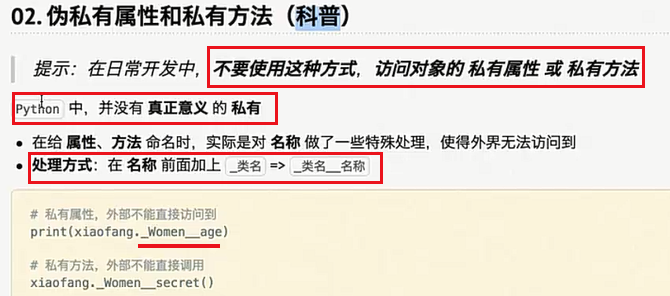 02. 伪私有属性和私有方法（科普）
提示：在日常开发中，不要使用这种方式，访问对象的 私有属性 或 私有方法
Python 中，并没有 真正意义 的 私有
在给 属性、方法 命名时，实际是对 名称 做了一些特殊处理，使得外界无法访问到
处理方式：在 名称 前面加上 _类名 => _类名__名称
# 私有属性，外部不能直接访问到
print(xiaofang._Women__age)
# 私有方法，外部不能直接调用
xiaofang._Women__secret()